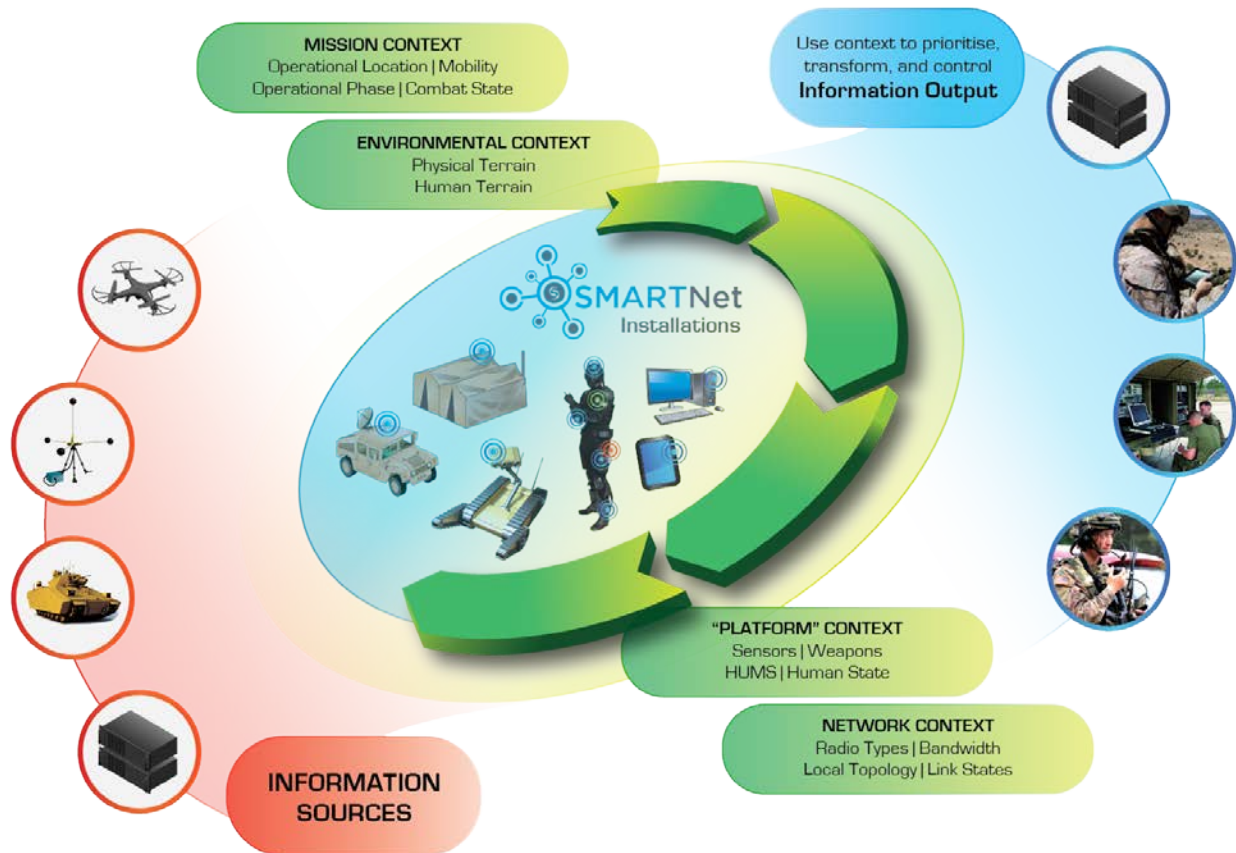 MISSION CONTEXT
Operational Location | Mobility
Operational Phase | Combat State
ENVIRONMENTAL CONTEXT
Physical Terrain
Human Terrain
Use context to prioritise,
transform, and control
Information Output
SMARTNet
Installations
"PLATFORM" CONTEXT
Sensors | Weapons
HUMS | Human State
NETWORK CONTEXT
Radio Types | Bandwidth
Local Topology | Link States
INFORMATION
SOURCES